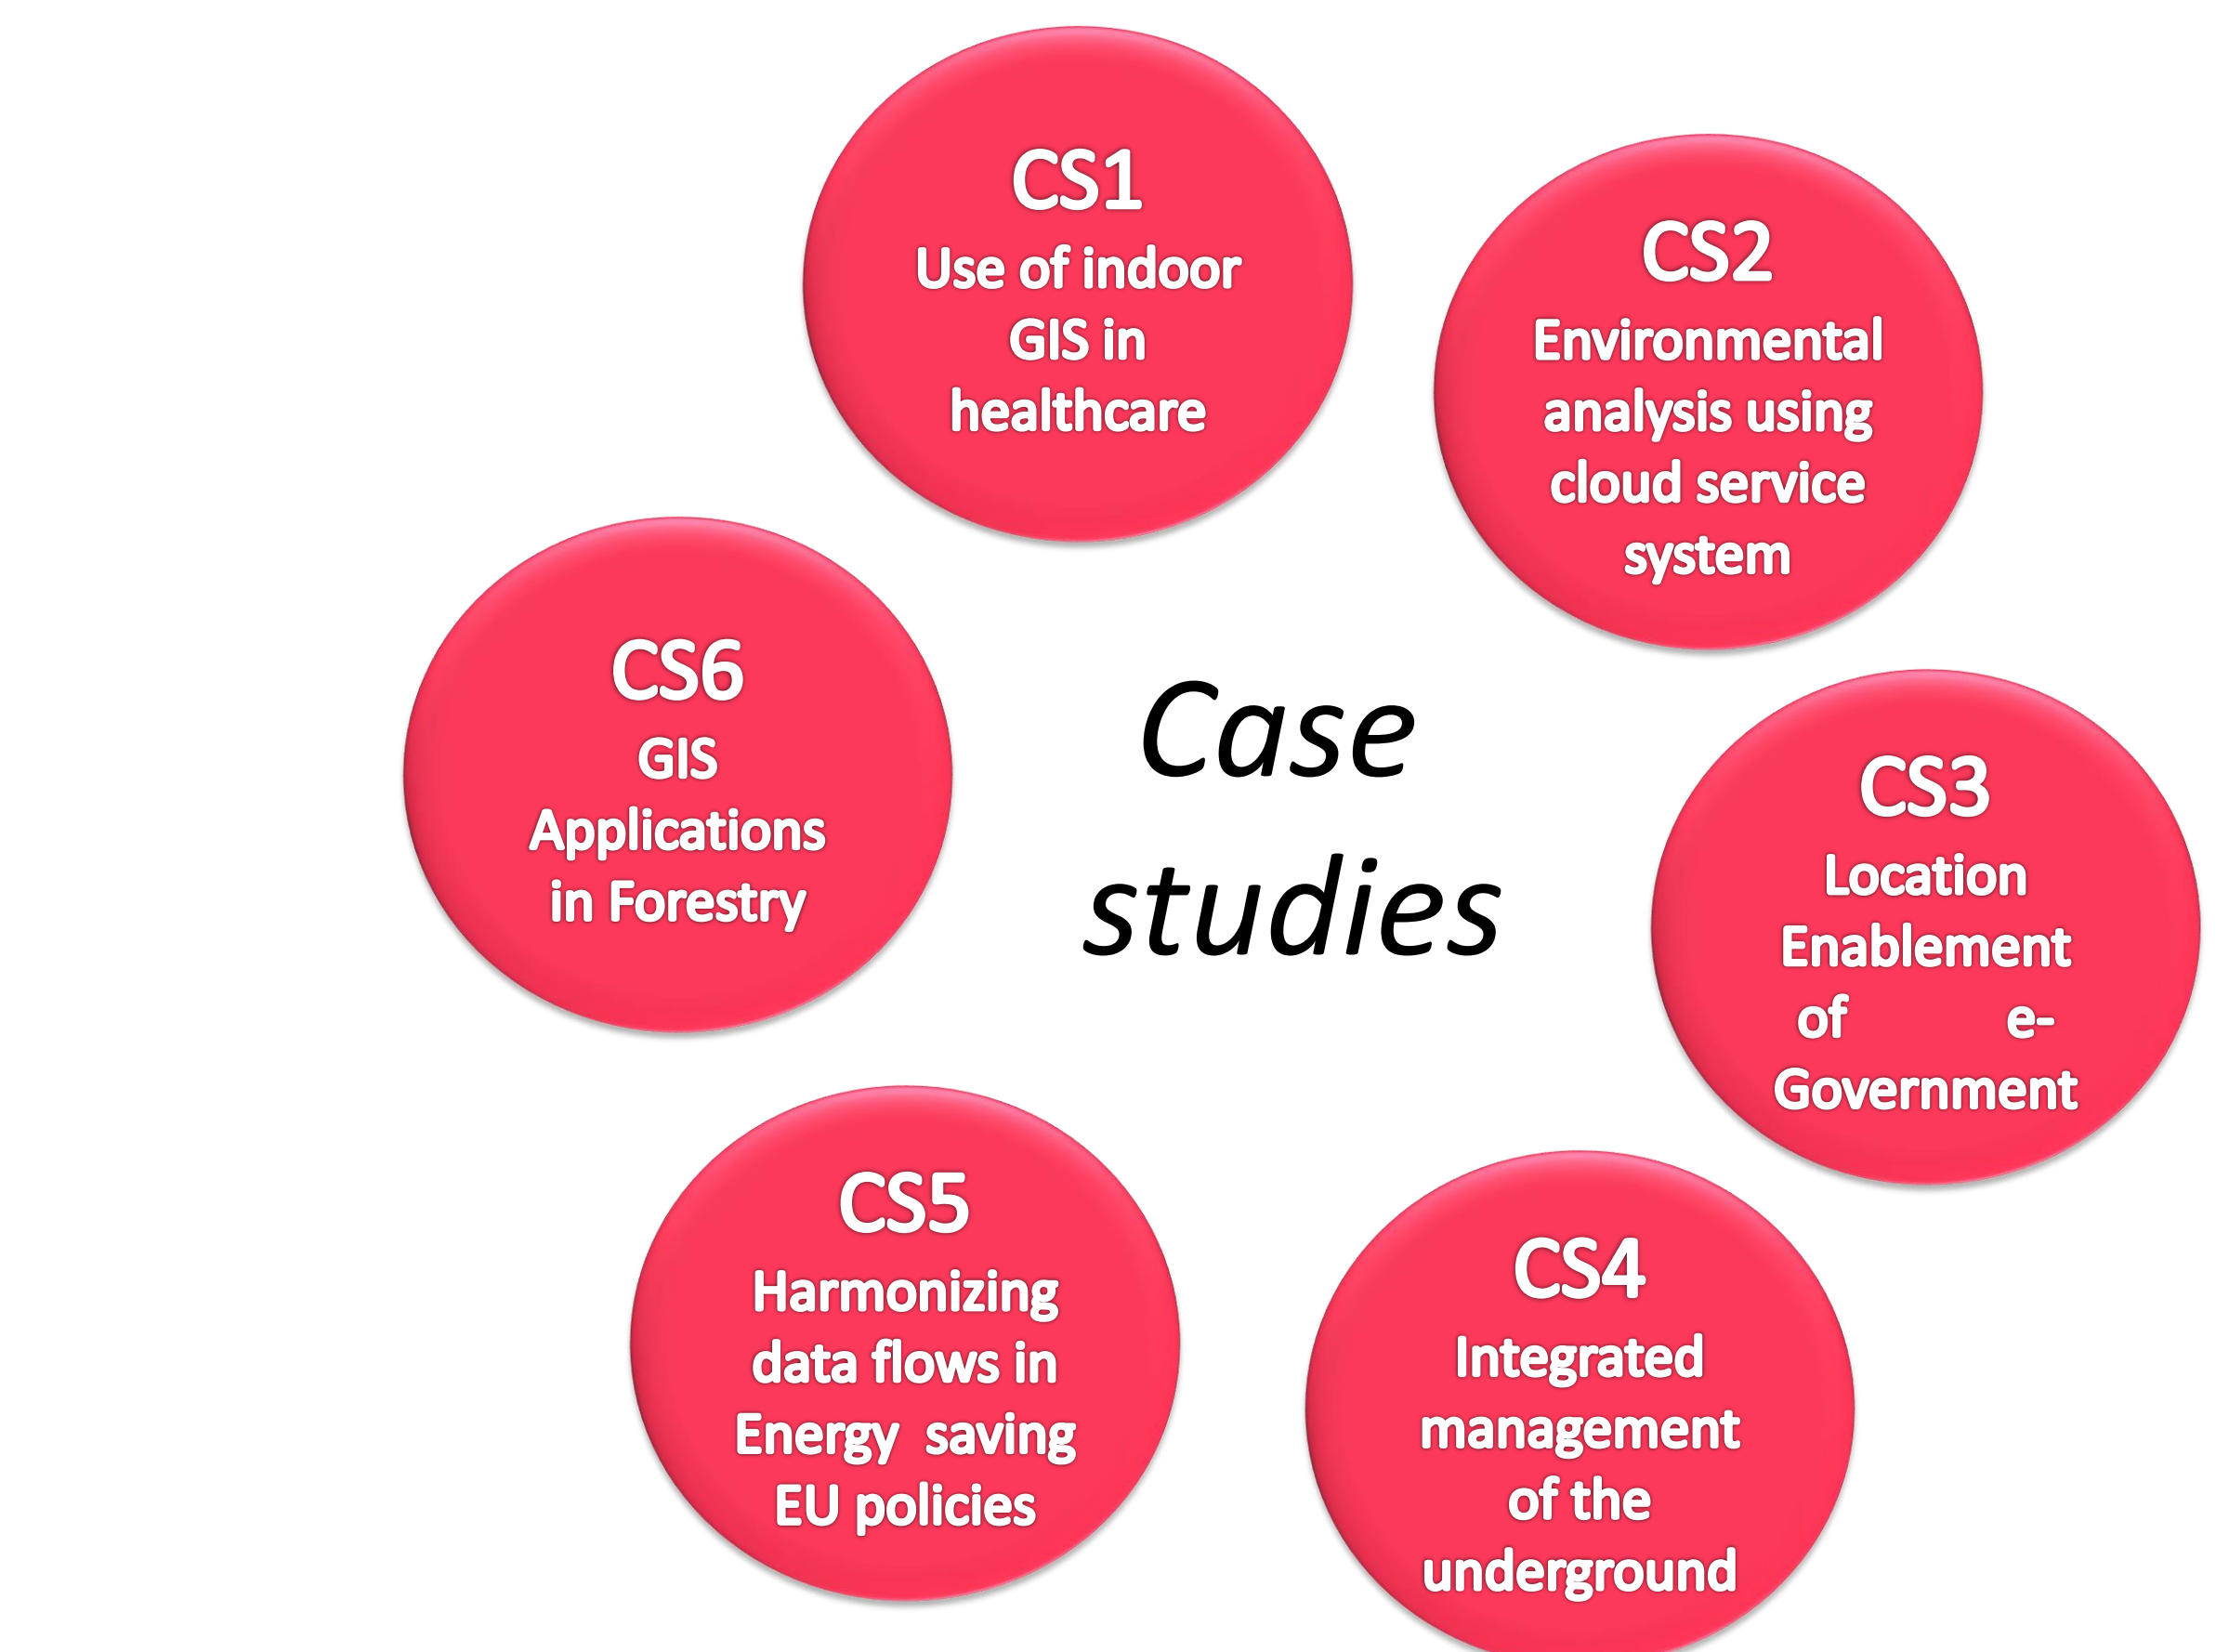 CS1
Use of indoor
GIS in
healthcare
CS2
Environmental
analysis using
cloud service
system
CS3
Location
Enablement
of e-
Government
CS4
Integrated
management
of the
underground
CS5
Harmonizing
data flows in
Energy saving
EU policies
CS6
GIS
Applications
in Forestry
Case
studies